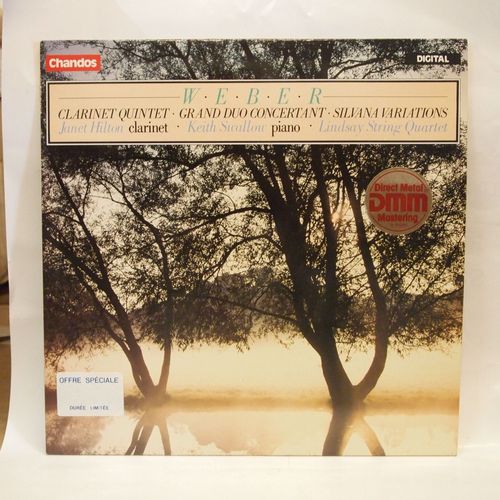 Chandos
DIGITAL
W·E·B·E·R
CLARINET QUINTET · GRAND DUO CONCERTANT · SILVANA VARIATIONS
Janet Hilton clarinet · Keith Swallow piano · Lindsay String Quartet
Direct Metal
DMM
Mastering
OFFRE SPÉCIALE
DURÉE LIMITÉE